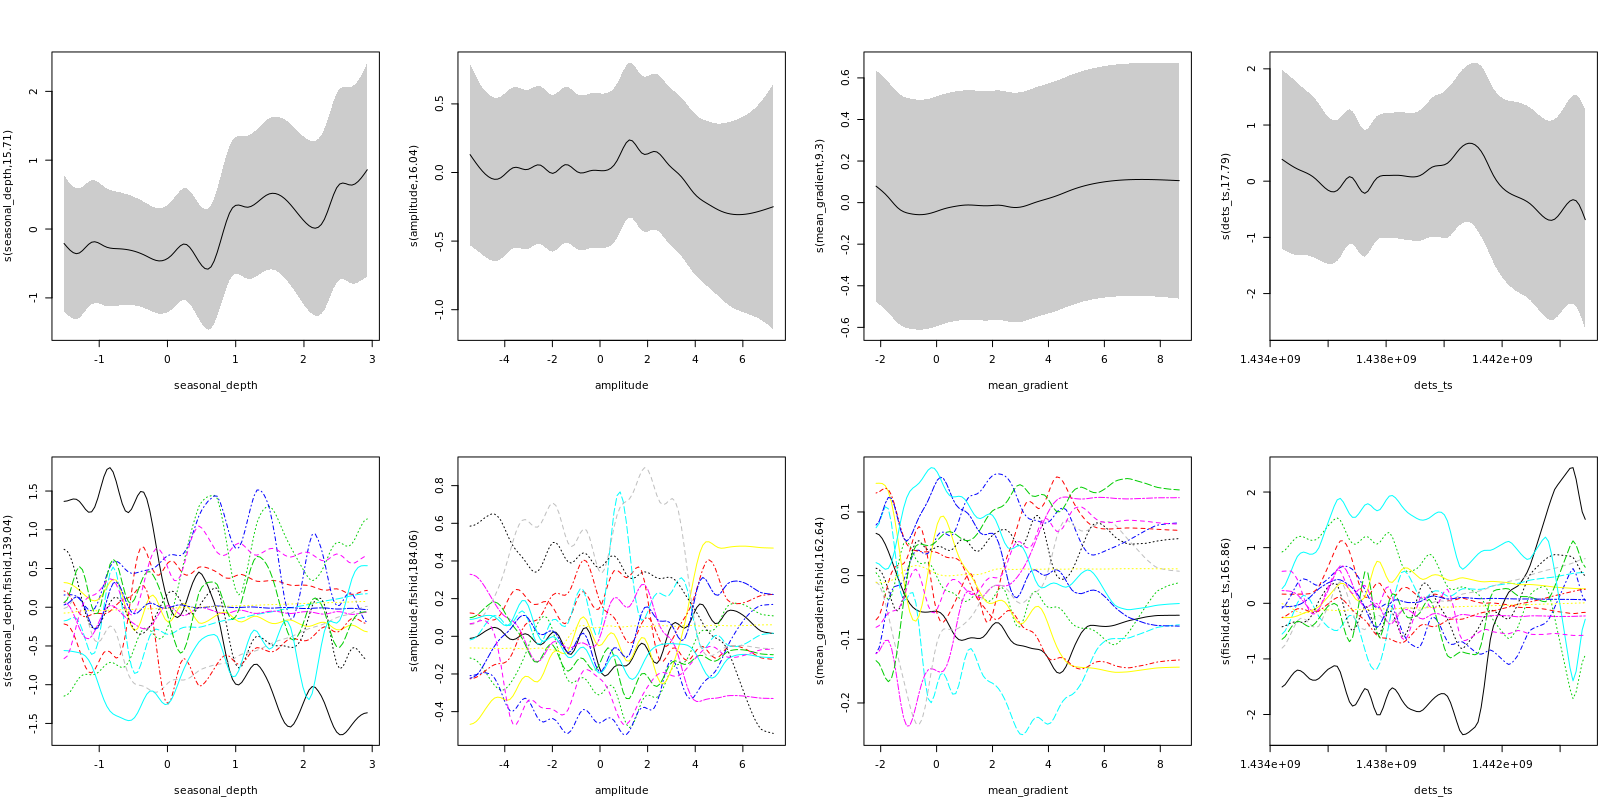 s(seasonal_depth,15.71)
2
1
0
-1
-1 0 1 2 3
seasonal_depth
s(amplitude,16.04)
0.5
0.0
-0.5
-1.0
-4 -2 0 2 4 6
amplitude
s(mean_gradient,9.3)
0.6
0.4
0.2
0.0
-0.2
-0.4
-0.6
-2 0 2 4 6 8
mean_gradient
s(dets_ts,17.79)
2
1
0
-1
-2
1.434e+09 1.438e+09 1.442e+09
dets_ts
s(seasonal_depth,fishid,139.04)
1.5
1.0
0.5
0.0
-0.5
-1.0
-1.5
-1 0 1 2 3
seasonal_depth
s(amplitude,fishid,184.06)
0.8
0.6
0.4
0.2
0.0
-0.2
-0.4
-4 -2 0 2 4 6
amplitude
s(mean_gradient,fishid,162.64)
0.1
0.0
-0.1
-0.2
-2 0 2 4 6 8
mean_gradient
s(fishid,dets_ts,165.86)
2
1
0
-1
-2
1.434e+09 1.438e+09 1.442e+09
dets_ts